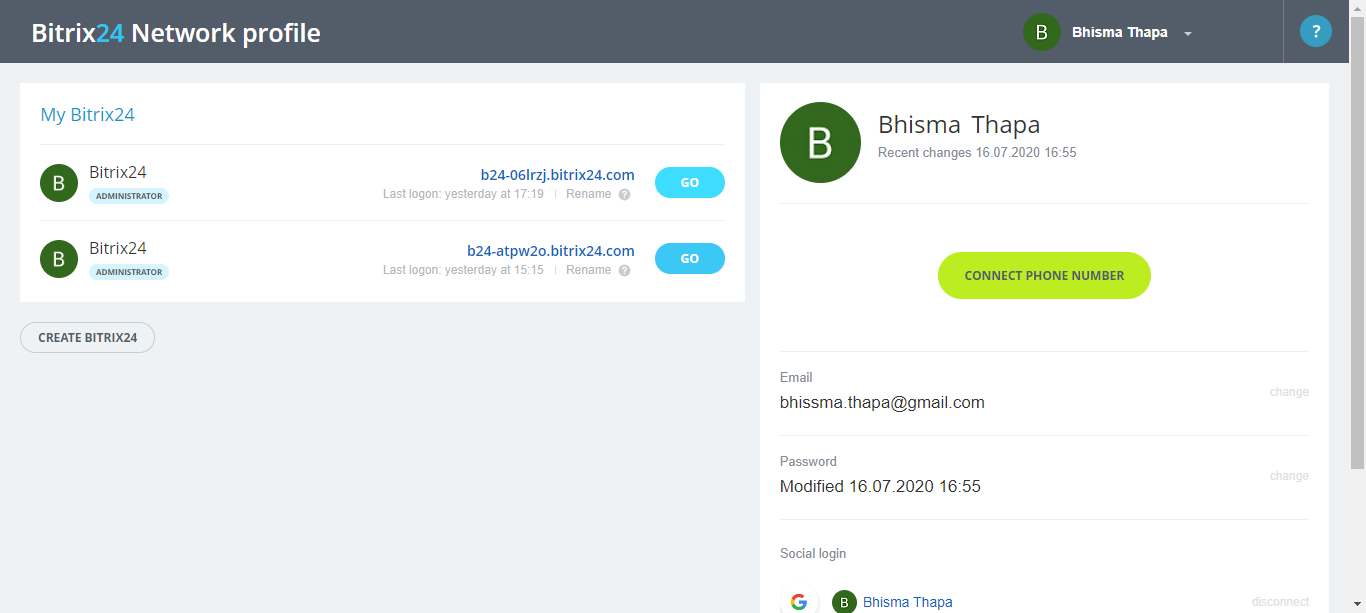 Bitrix24 Network profile
B Bhisma Thapa
?
My Bitrix24
B Bitrix24
ADMINISTRATOR
b24-06lrzj.bitrix24.com
Last logon: yesterday at 17:19 | Rename ?
GO
B Bitrix24
ADMINISTRATOR
b24-atpw2o.bitrix24.com
Last logon: yesterday at 15:15 | Rename ?
GO
CREATE BITRIX24
B
Bhisma Thapa
Recent changes 16.07.2020 16:55
CONNECT PHONE NUMBER
Email
bhissma.thapa@gmail.com
change
Password
Modified 16.07.2020 16:55
change
Social login
G B Bhisma Thapa
disconnect